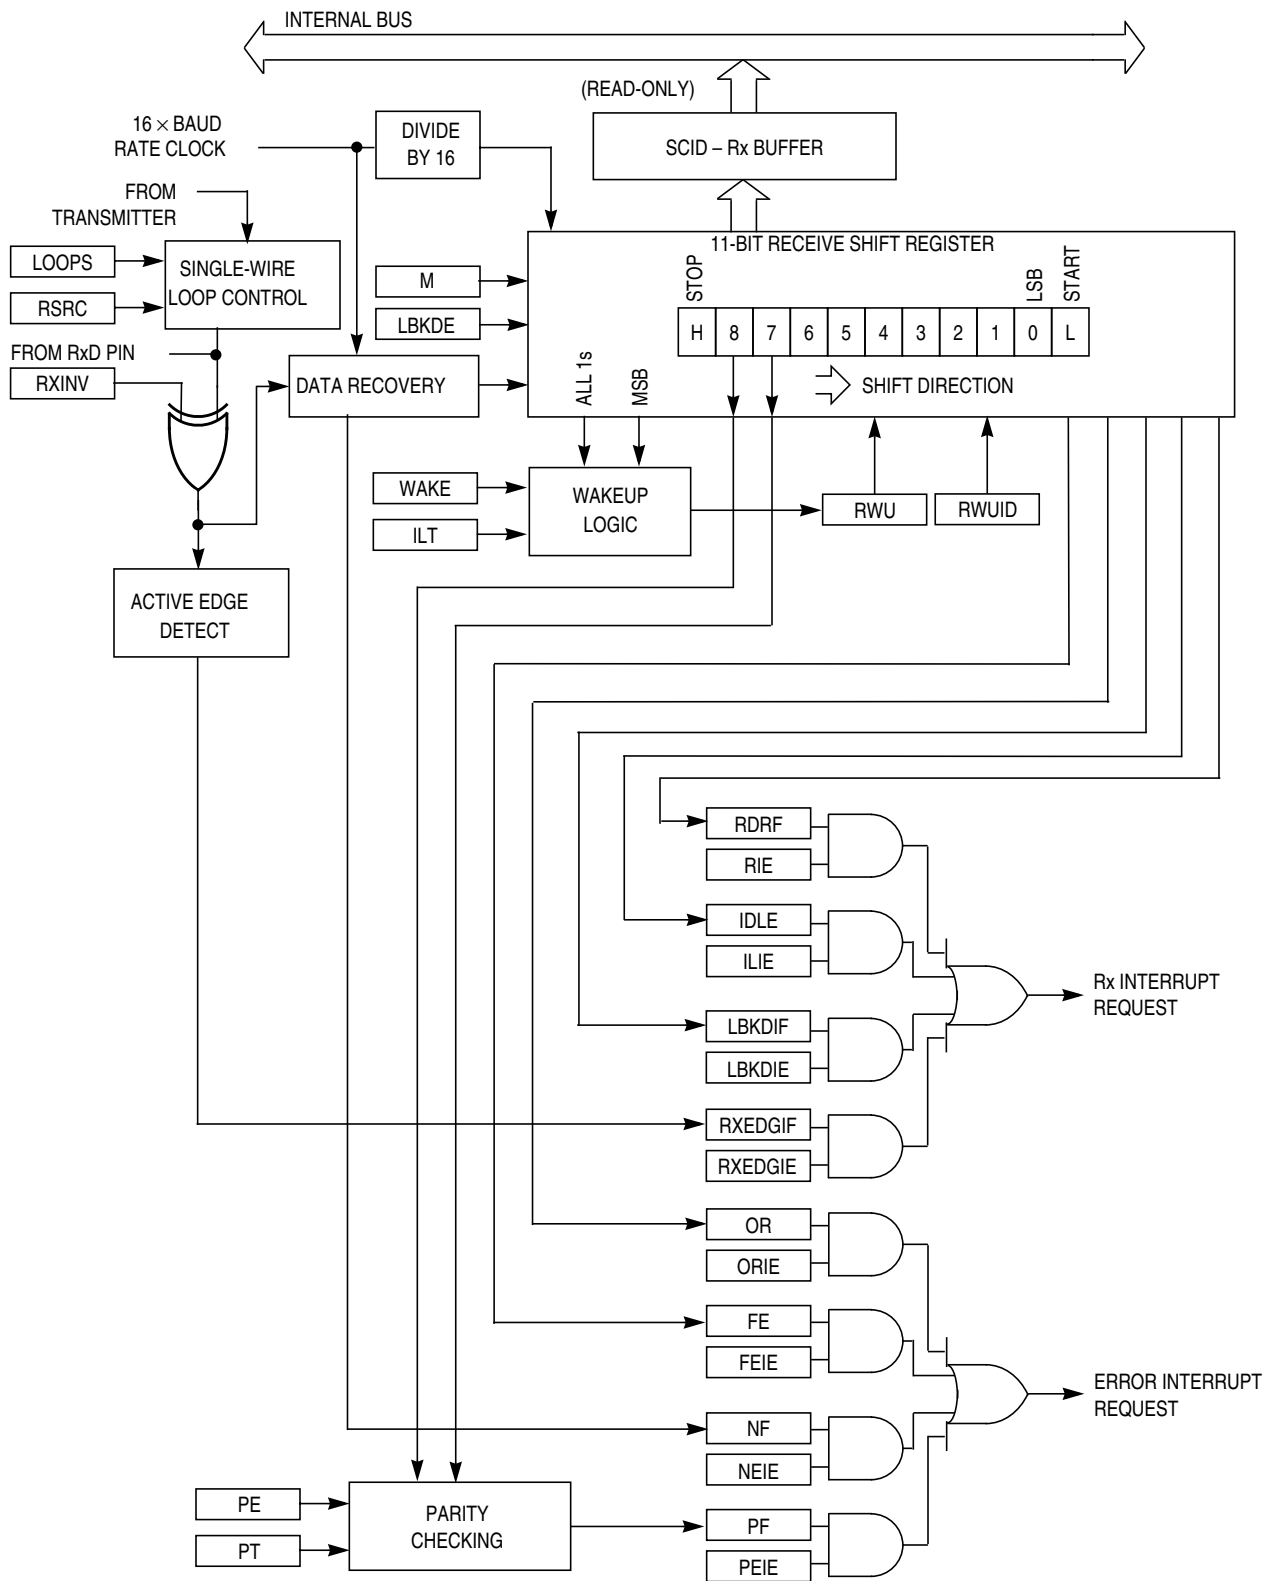 INTERNAL BUS
(READ-ONLY)
16 × BAUD
RATE CLOCK
DIVIDE
BY 16
SCID – Rx BUFFER
FROM
TRANSMITTER
11-BIT RECEIVE SHIFT REGISTER
LOOPS
SINGLE-WIRE
LOOP CONTROL
RSRC
M
LBKDE
STOP
LSB
START
H 8 7 6 5 4 3 2 1 0 L
FROM RxD PIN
RXINV
DATA RECOVERY
ALL 1s
MSB
SHIFT DIRECTION
WAKE
ILT
WAKEUP
LOGIC
RWU
RWUID
ACTIVE EDGE
DETECT
RDRF
RIE
IDLE
ILIE
Rx INTERRUPT
REQUEST
LBKDIF
LBKDIE
RXEDGIF
RXEDGIE
OR
ORIE
FE
FEIE
ERROR INTERRUPT
REQUEST
NF
NEIE
PE
PT
PARITY
CHECKING
PF
PEIE